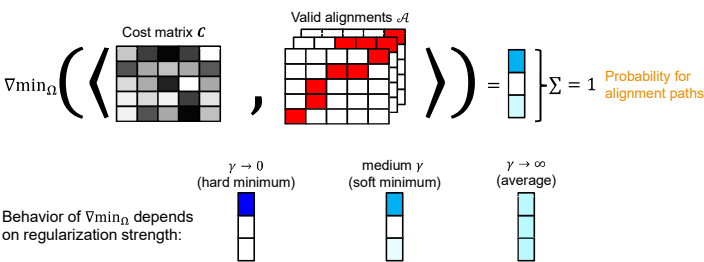 Cost matrix C
Valid alignments 𝒜
∇minΩ(⟨ , ⟩) = ∑ = 1
Probability for
alignment paths
γ → 0
(hard minimum)
medium γ
(soft minimum)
γ → ∞
(average)
Behavior of ∇minΩ depends
on regularization strength: